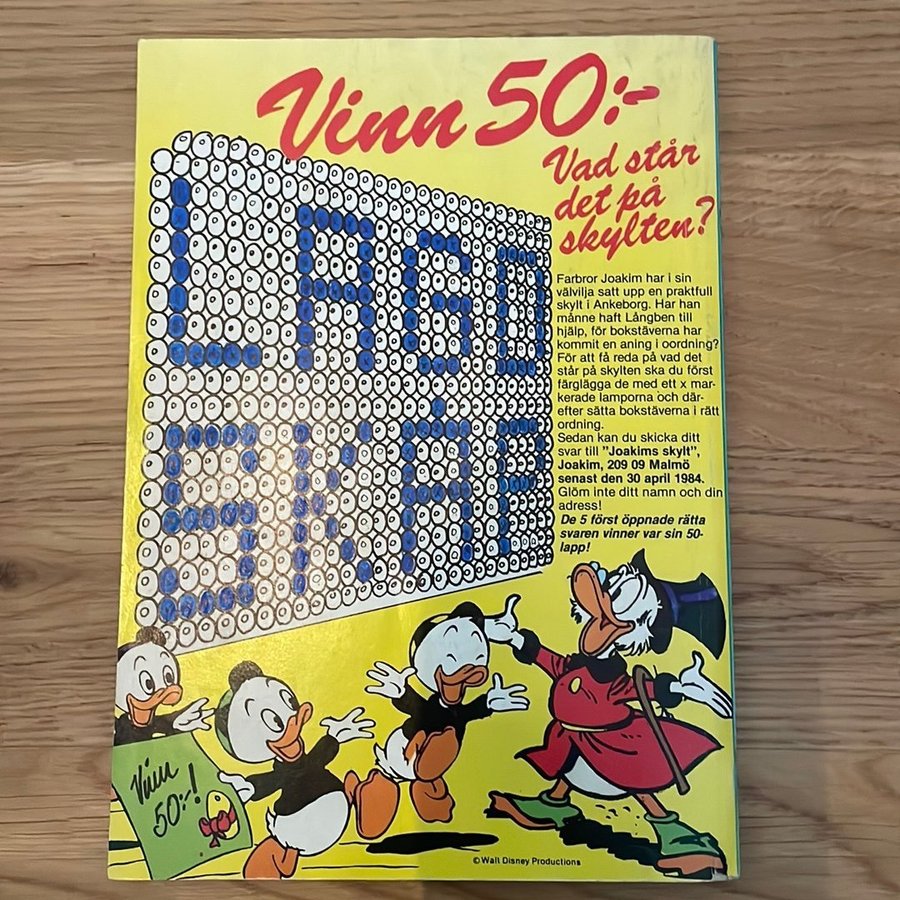 Vinn 50:-
Vad står
det på
skylten?
LAGD
SKÅP
Farbror Joakim har i sin
välvilja satt upp en praktfull
skylt i Ankeborg. Har han
månne haft Långben till
hjälp, för bokstäverna har
kommit en aning i oordning?
För att få reda på vad det
står på skylten ska du först
färglägga de med ett x mar-
kerade lamporna och där-
efter sätta bokstäverna i rätt
ordning.
Sedan kan du skicka ditt
svar till "Joakims skylt",
Joakim, 209 09 Malmö
senast den 30 april 1984.
Glöm inte ditt namn och din
adress!
De 5 först öppnade rätta
svaren vinner var sin 50-
lapp!
Vinn
50:-!
© Walt Disney Productions